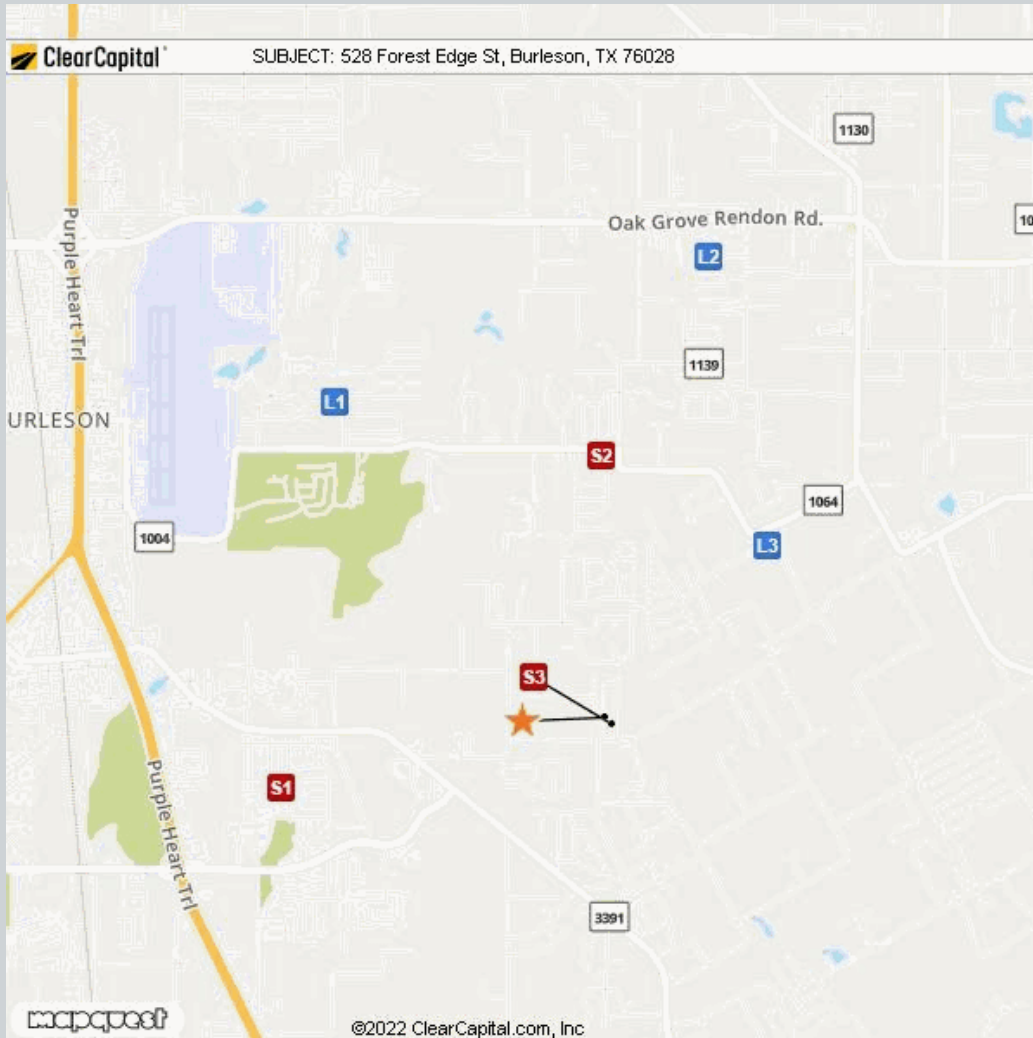 ClearCapital
SUBJECT: 528 Forest Edge St, Burleson, TX 76028
1130
Oak Grove Rendon Rd.
10
L2
Purple Heart Trl
1139
L1
URLESON
S2
1064
1004
L3
S3
S1
Purple Heart Trl
3391
mapquest
©2022 ClearCapital.com, Inc